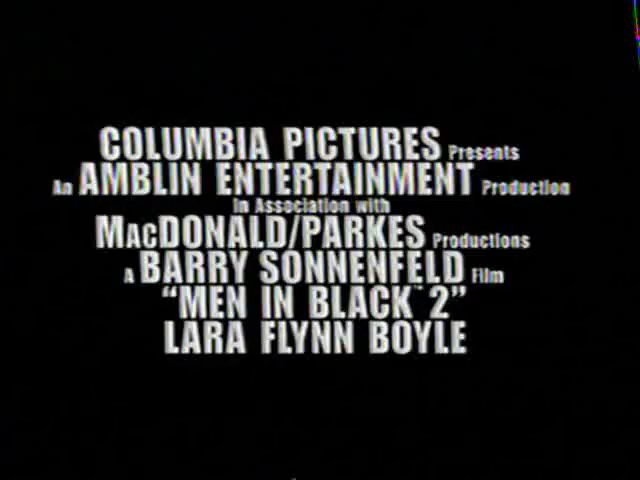 COLUMBIA PICTURES Presents
An AMBLIN ENTERTAINMENT Production
In Association with
MACDONALD/PARKES Productions
A BARRY SONNENFELD Film
“MEN IN BLACK™ 2”
LARA FLYNN BOYLE